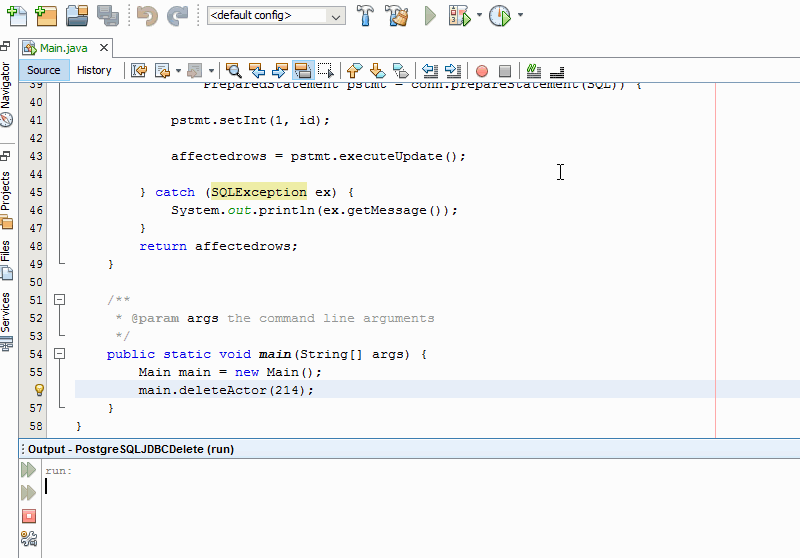 <default config>
Main.java
Source History
Navigator
Projects
Files
Services
39 PreparedStatement pstmt = conn.prepareStatement(SQL)) {
40
41 pstmt.setInt(1, id);
42
43 affectedrows = pstmt.executeUpdate();
44
45 } catch (SQLException ex) {
46 System.out.println(ex.getMessage());
47 }
48 return affectedrows;
49 }
50
51 /**
52 * @param args the command line arguments
53 */
54 public static void main(String[] args) {
55 Main main = new Main();
main.deleteActor(214);
57 }
58 }
Output - PostgreSQLJDBCDelete (run)
run: